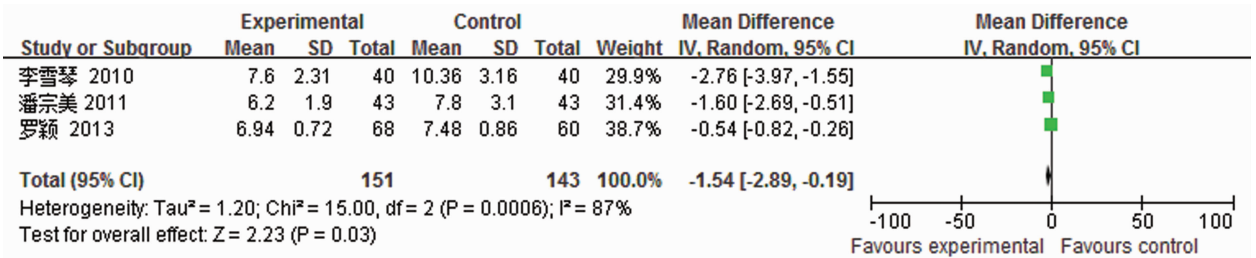 Experimental Control Mean Difference Mean Difference
Study or Subgroup Mean SD Total Mean SD Total Weight IV, Random, 95% CI IV, Random, 95% CI
李雪琴 2010 7.6 2.31 40 10.36 3.16 40 29.9% -2.76 [-3.97, -1.55]
潘宗美 2011 6.2 1.9 43 7.8 3.1 43 31.4% -1.60 [-2.69, -0.51]
罗颖 2013 6.94 0.72 68 7.48 0.86 60 38.7% -0.54 [-0.82, -0.26]
Total (95% CI) 151 143 100.0% -1.54 [-2.89, -0.19]
Heterogeneity: Tau² = 1.20; Chi² = 15.00, df = 2 (P = 0.0006); I² = 87%
Test for overall effect: Z = 2.23 (P = 0.03)
-100 -50 0 50 100
Favours experimental Favours control